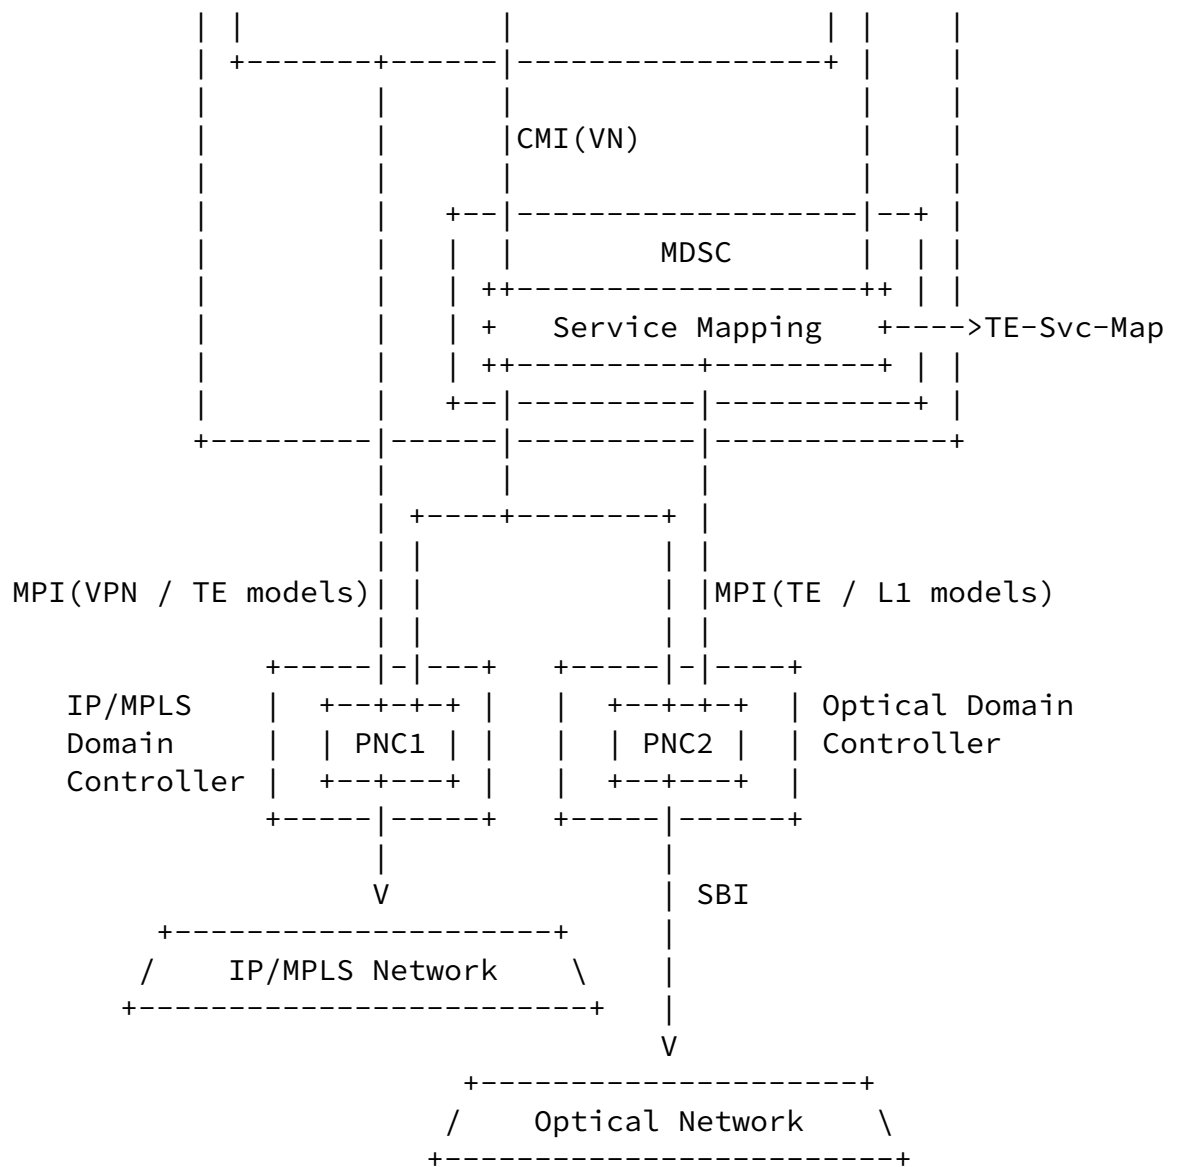 CMI(VN)
MDSC
Service Mapping
TE-Svc-Map
MPI(VPN / TE models)
MPI(TE / L1 models)
IP/MPLS
Optical Domain
Domain
PNC1
PNC2
Controller
Controller
V
SBI
IP/MPLS Network
V
Optical Network